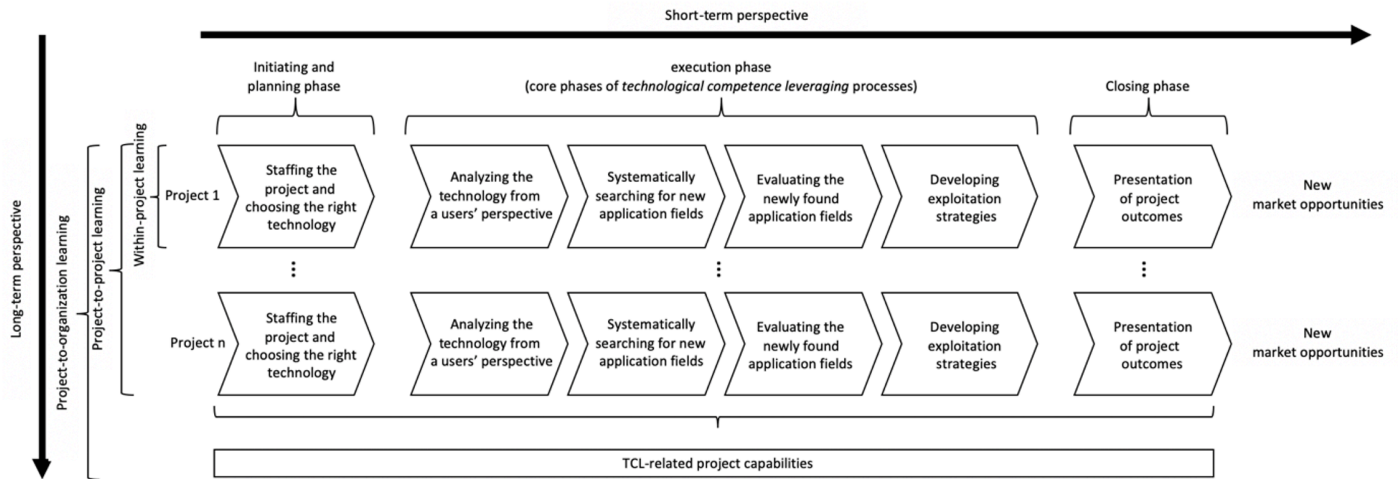 Short-term perspective
Initiating and
planning phase
execution phase
(core phases of technological competence leveraging processes)
Closing phase
Long-term perspective
Project-to-organization learning
Project-to-project learning
Within-project learning
Project 1
Staffing the
project and
choosing the right
technology
Analyzing the
technology from
a users' perspective
Systematically
searching for new
application fields
Evaluating the
newly found
application fields
Developing
exploitation
strategies
Presentation
of project
outcomes
New
market opportunities
Project n
Staffing the
project and
choosing the right
technology
Analyzing the
technology from
a users' perspective
Systematically
searching for new
application fields
Evaluating the
newly found
application fields
Developing
exploitation
strategies
Presentation
of project
outcomes
New
market opportunities
TCL-related project capabilities